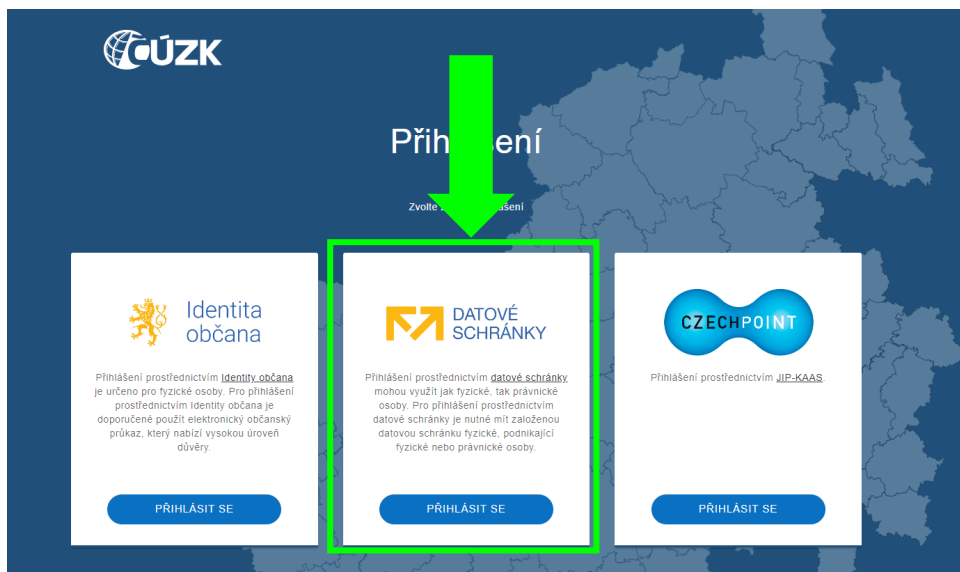 ČÚZK
Zvolte
Identita
občana
Přihlášení prostřednictvím Identity občana
je určeno pro fyzické osoby. Pro přihlášení
prostřednictvím Identity občana je
doporučené použít elektronický občanský
průkaz, který nabízí vysokou úroveň
důvěry.
PŘIHLÁSIT SE
DATOVÉ
SCHRÁNKY
Přihlášení prostřednictvím datové schránky
mohou využít jak fyzické, tak právnické
osoby. Pro přihlášení prostřednictvím
datové schránky je nutné mít založenou
datovou schránku fyzické, podnikající
fyzické nebo právnické osoby.
PŘIHLÁSIT SE
CZECHPOINT
Přihlášení prostřednictvím JIP-KAAS.
PŘIHLÁSIT SE